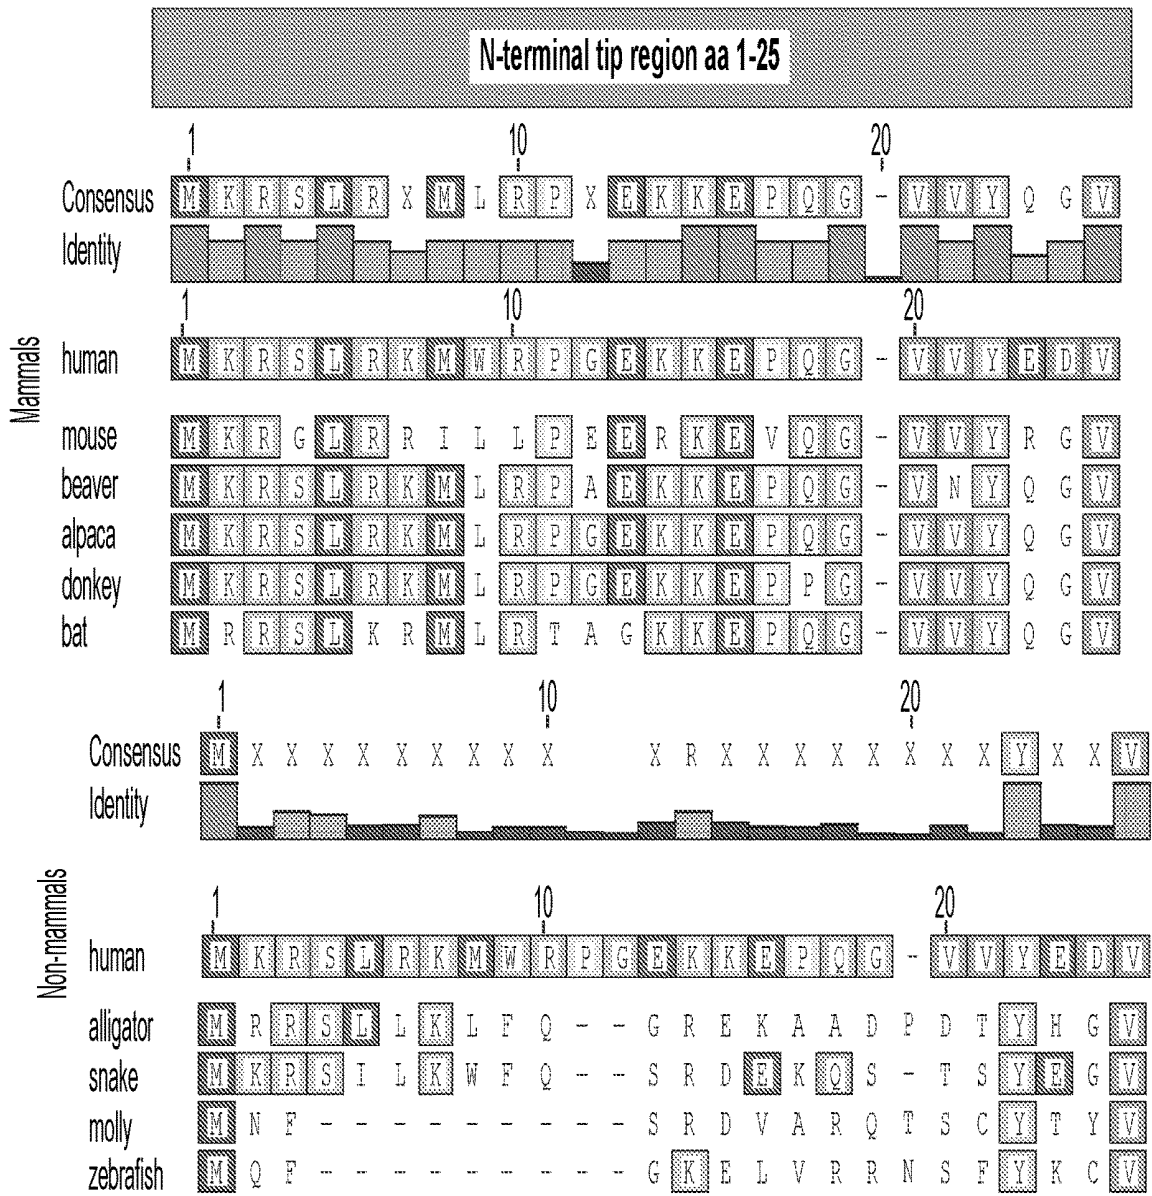 N-terminal tip region aa 1-25
1 10 20
Consensus M K R S L R X M L R P X E K K E P Q G - V V Y Q G V
Identity
1 10 20
Mammals
human M K R S L R K M W R P G E K K E P Q G - V V Y E D V
mouse M K R G L R R I L L P E E R K E V Q G - V V Y R G V
beaver M K R S L R K M L R P A E K K E P Q G - V N Y Q G V
alpaca M K R S L R K M L R P G E K K E P Q G - V V Y Q G V
donkey M K R S L R K M L R P G E K K E P P G - V V Y Q G V
bat M R R S L K R M L R T A G K K E P Q G - V V Y Q G V
1 10 20
Consensus M X X X X X X X X X X R X X X X X X X X Y X X V
Identity
1 10 20
Non-mammals
human M K R S L R K M W R P G E K K E P Q G - V V Y E D V
alligator M R R S L L K L F Q - - G R E K A A D P D T Y H G V
snake M K R S I L K W F Q - - S R D E K Q S - T S Y E G V
molly M N F - - - - - - - - - S R D V A R Q T S C Y T Y V
zebrafish M Q F - - - - - - - - - G K E L V R R N S F Y K C V